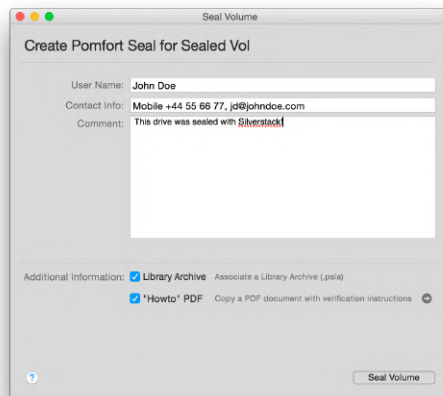 Seal Volume
Create Pomfort Seal for Sealed Vol
User Name: John Doe
Contact Info: Mobile +44 55 66 77, jd@johndoe.com
Comment: This drive was sealed with Silverstack!
Additional Information: Library Archive Associate a Library Archive (.psla)
"Howto" PDF Copy a PDF document with verification instructions
? Seal Volume